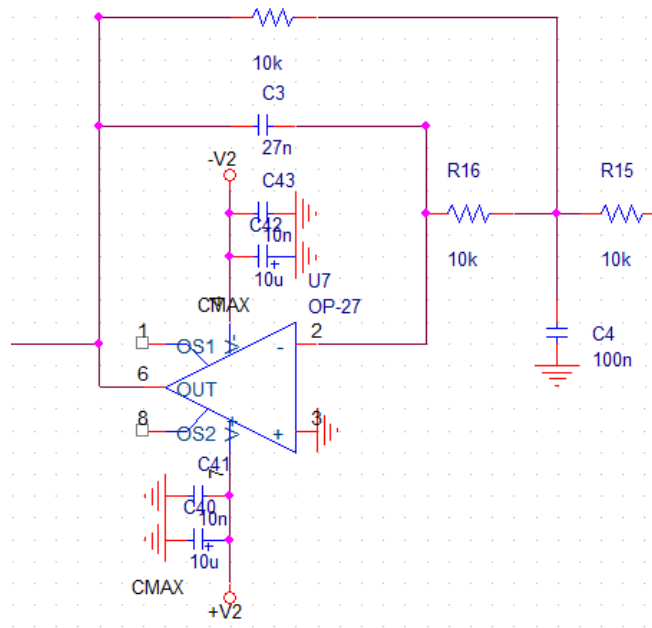 10k
C3
27n
-V2
R16
R15
C43
C42
10n
10k
10k
10u
U7
CMAX
OP-27
C4
100n
1
OS1
V-
-
2
6
OUT
8
OS2
V+
+
3
C41
7
C40
10n
10u
CMAX
+V2